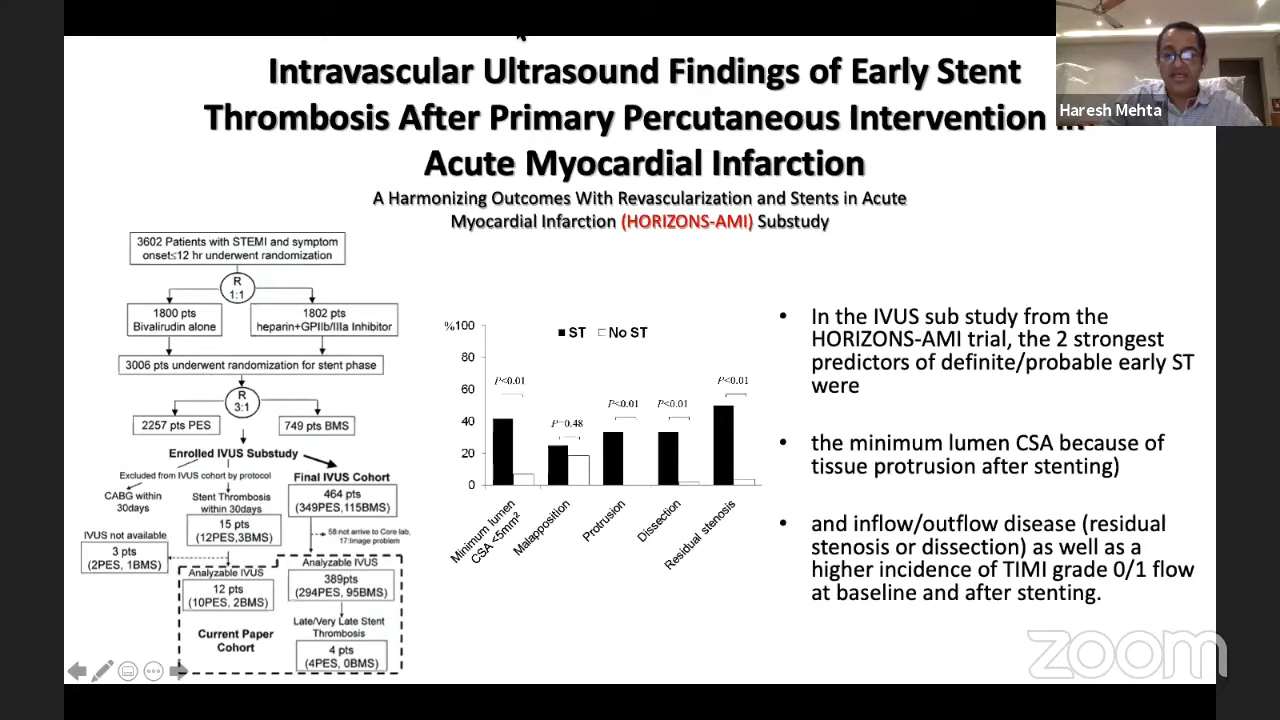 Intravascular Ultrasound Findings of Early Stent
Thrombosis After Primary Percutaneous Intervention
Acute Myocardial Infarction
A Harmonizing Outcomes With Revascularization and Stents in Acute
Myocardial Infarction (HORIZONS-AMI) Substudy
Haresh Mehta
3602 Patients with STEMI and symptom
onset≤12 hr underwent randomization
R
1:1
1800 pts
Bivalirudin alone
1802 pts
heparin+GPIIb/IIIa Inhibitor
3006 pts underwent randomization for stent phase
R
3:1
2257 pts PES
749 pts BMS
Enrolled IVUS Substudy
Excluded from IVUS cohort by protocol
Final IVUS Cohort
CABG within
30days
Stent Thrombosis
within 30days
464 pts
(349PES,115BMS)
15 pts
(12PES,3BMS)
58 not arrive to Core lab,
17:Image problem
IVUS not available
3 pts
(2PES, 1BMS)
Analyzable IVUS
12 pts
(10PES, 2BMS)
Analyzable IVUS
389pts
(294PES, 95BMS)
Current Paper
Cohort
Late/Very Late Stent
Thrombosis
4 pts
(4PES, 0BMS)
%100
80
60
40
20
0
ST No ST
P<0.01
P=0.48
P<0.01
P<0.01
P<0.01
Minimum lumen
CSA <5mm²
Malapposition
Protrusion
Dissection
Residual stenosis
• In the IVUS sub study from the
HORIZONS-AMI trial, the 2 strongest
predictors of definite/probable early ST
were
• the minimum lumen CSA because of
tissue protrusion after stenting)
• and inflow/outflow disease (residual
stenosis or dissection) as well as a
higher incidence of TIMI grade 0/1 flow
at baseline and after stenting.
zoom